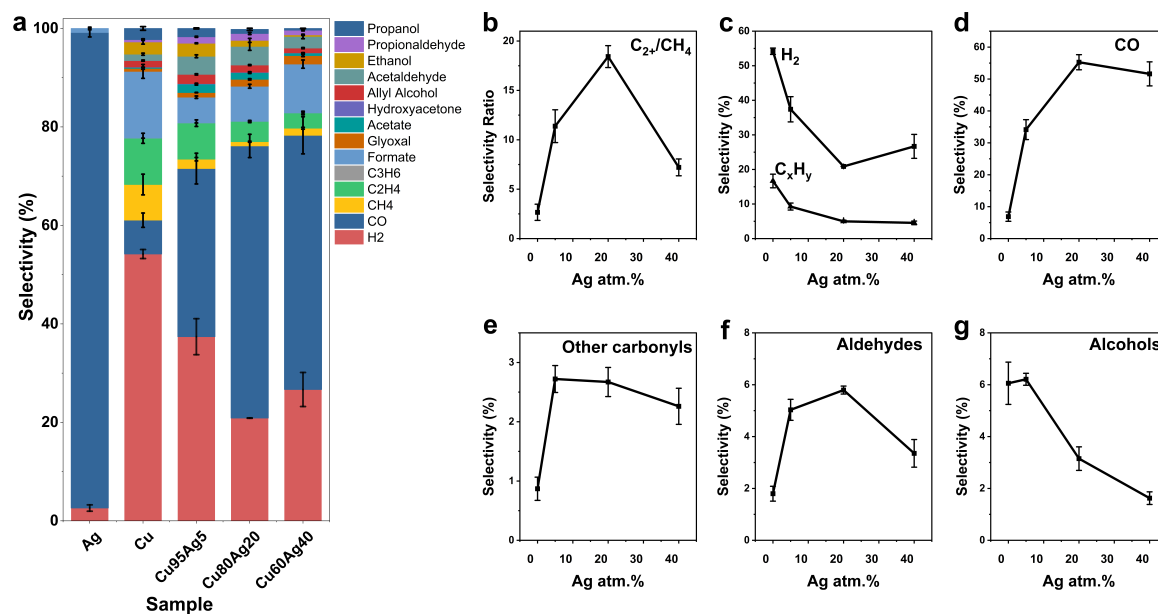 a
100
80
60
40
20
0
Selectivity (%)
Ag
Cu
Cu95Ag5
Cu80Ag20
Cu60Ag40
Sample
Propanol
Propionaldehyde
Ethanol
Acetaldehyde
Allyl Alcohol
Hydroxyacetone
Acetate
Glyoxal
Formate
C3H6
C2H4
CH4
CO
H2
b
C₂₊/CH₄
20
15
10
5
0
Selectivity Ratio
0 10 20 30 40
Ag atm.%
c
H₂
CₓHᵧ
60
50
40
30
20
10
0
Selectivity (%)
0 10 20 30 40
Ag atm.%
d
CO
60
50
40
30
20
10
0
Selectivity (%)
0 10 20 30 40
Ag atm.%
e
Other carbonyls
3
2
1
0
Selectivity (%)
0 10 20 30 40
Ag atm.%
f
Aldehydes
8
6
4
2
0
Selectivity (%)
0 10 20 30 40
Ag atm.%
g
Alcohols
8
6
4
2
0
Selectivity (%)
0 10 20 30 40
Ag atm.%